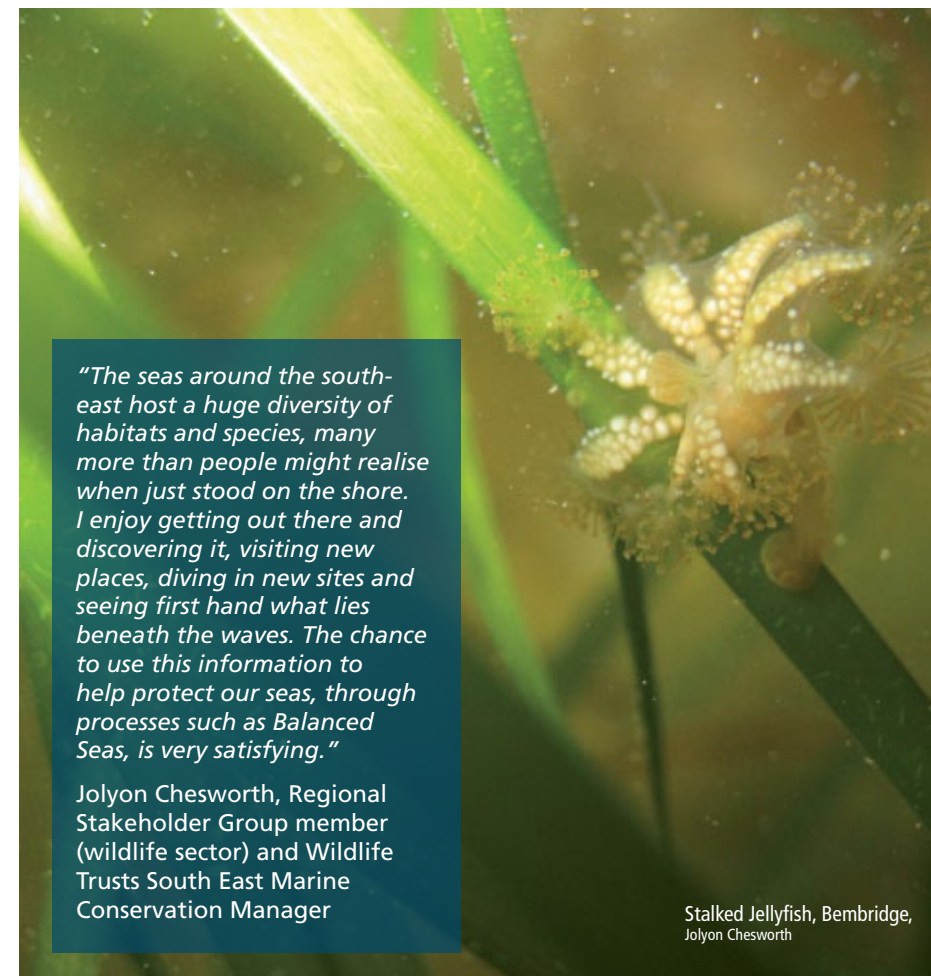 “The seas around the south-
east host a huge diversity of
habitats and species, many
more than people might realise
when just stood on the shore.
I enjoy getting out there and
discovering it, visiting new
places, diving in new sites and
seeing first hand what lies
beneath the waves. The chance
to use this information to
help protect our seas, through
processes such as Balanced
Seas, is very satisfying.”
Jolyon Chesworth, Regional
Stakeholder Group member
(wildlife sector) and Wildlife
Trusts South East Marine
Conservation Manager
Stalked Jellyfish, Bembridge,
Jolyon Chesworth